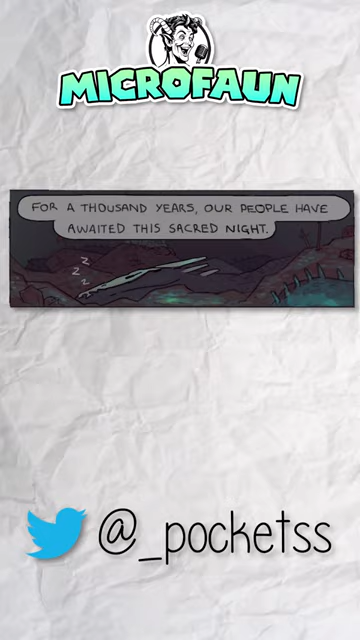 MICROFAUN
FOR A THOUSAND YEARS, OUR PEOPLE HAVE
AWAITED THIS SACRED NIGHT.
Z
Z
Z
@_pocketss